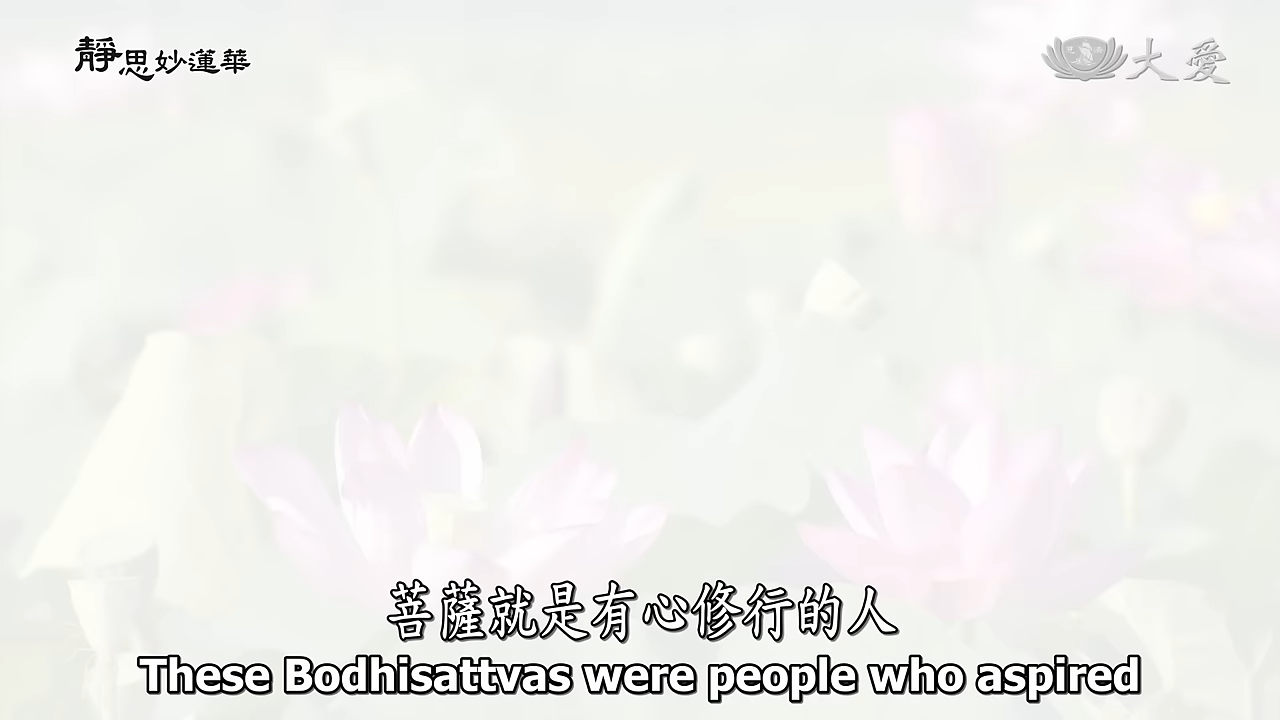 靜思妙蓮華
大愛
菩薩就是有心修行的人
These Bodhisattvas were people who aspired